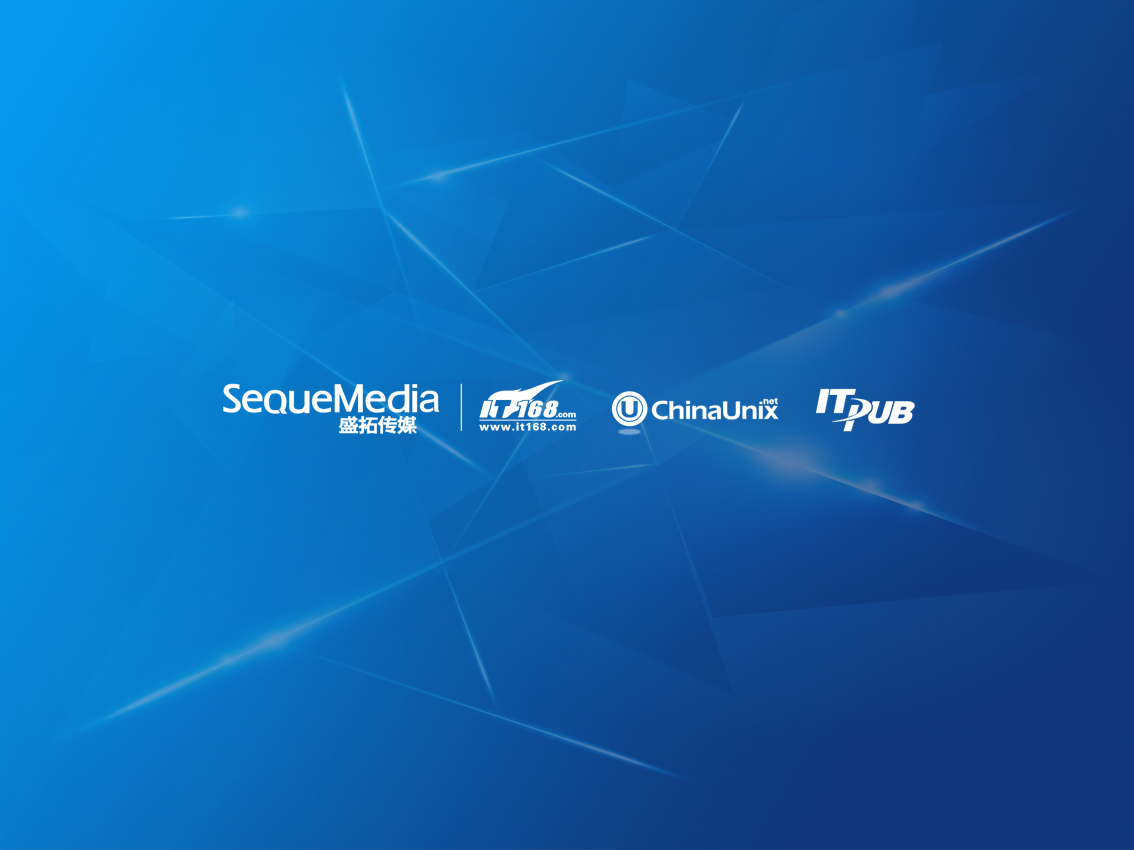 SequeMedia
盛拓传媒
iT168.com
www.it168.com
U
ChinaUnix.net
ITPUB